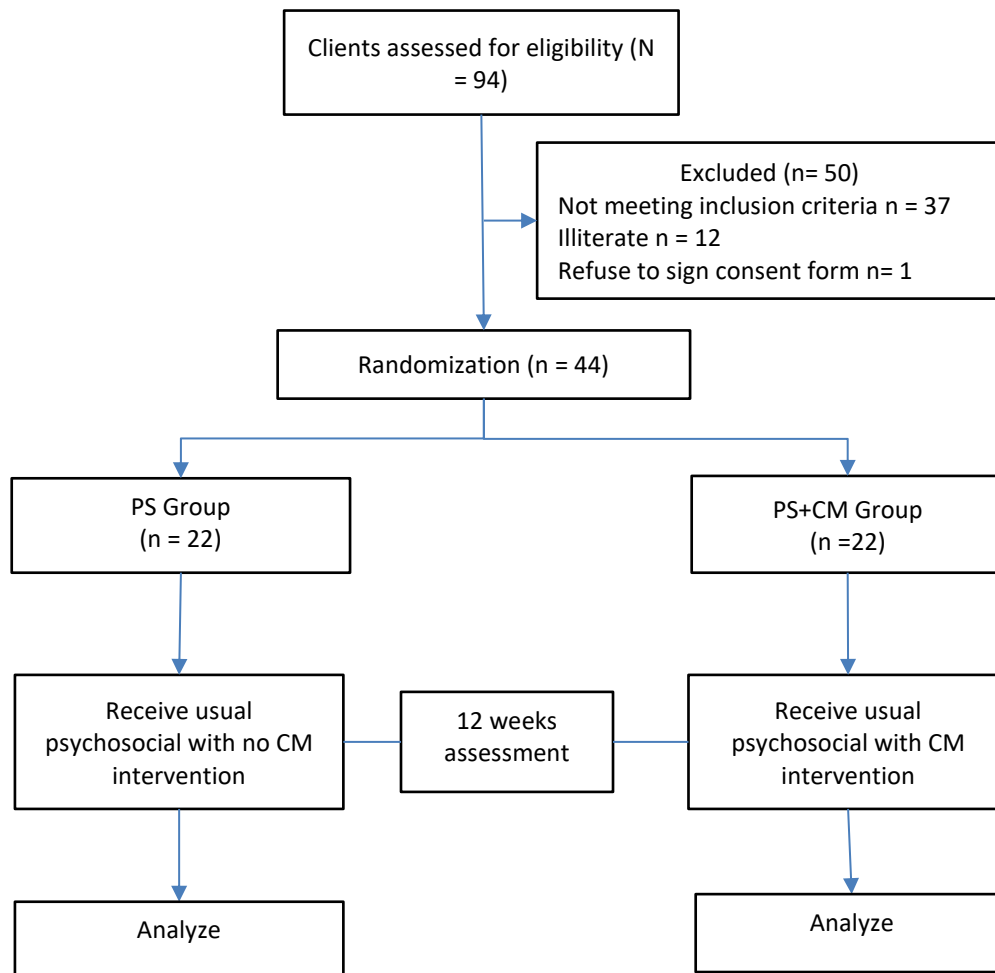 Clients assessed for eligibility (N
= 94)
Excluded (n= 50)
Not meeting inclusion criteria n = 37
Illiterate n = 12
Refuse to sign consent form n= 1
Randomization (n = 44)
PS Group
(n = 22)
PS+CM Group
(n =22)
Receive usual
psychosocial with no CM
intervention
12 weeks
assessment
Receive usual
psychosocial with CM
intervention
Analyze
Analyze